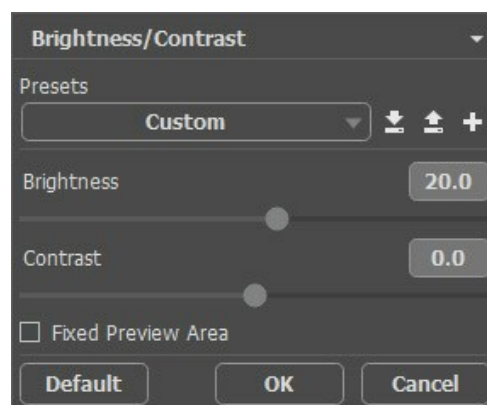 Brightness/Contrast
Presets
Custom
Brightness 20.0
Contrast 0.0
Fixed Preview Area
Default OK Cancel